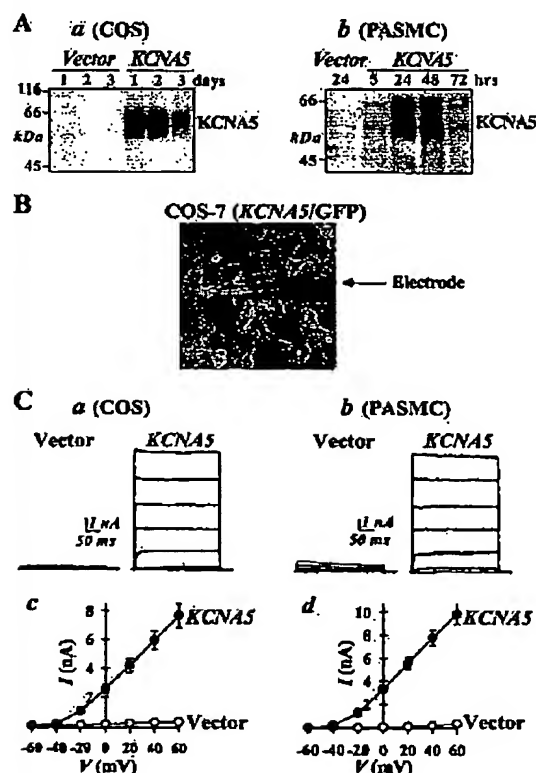 A a (COS) b (PASMC)
Vector KCNA5 Vector KCNA5
1 2 3 1 2 3 days 24 5 24 48 72 hrs
116
66 KCNA5 66 KCNA5
kDa kDa
45 45
B
COS-7 (KCNA5/GFP)
Electrode
C a (COS) b (PASMC)
Vector KCNA5 Vector KCNA5
1 nA 1 nA
50 ms 50 ms
c 8 KCNA5 d 10 KCNA5
6 8
I (nA) I (nA)
4 6
2 4
2
Vector Vector
-60 -40 -20 0 20 40 60 -60 -40 -20 0 20 40 60
V (mV) V (mV)